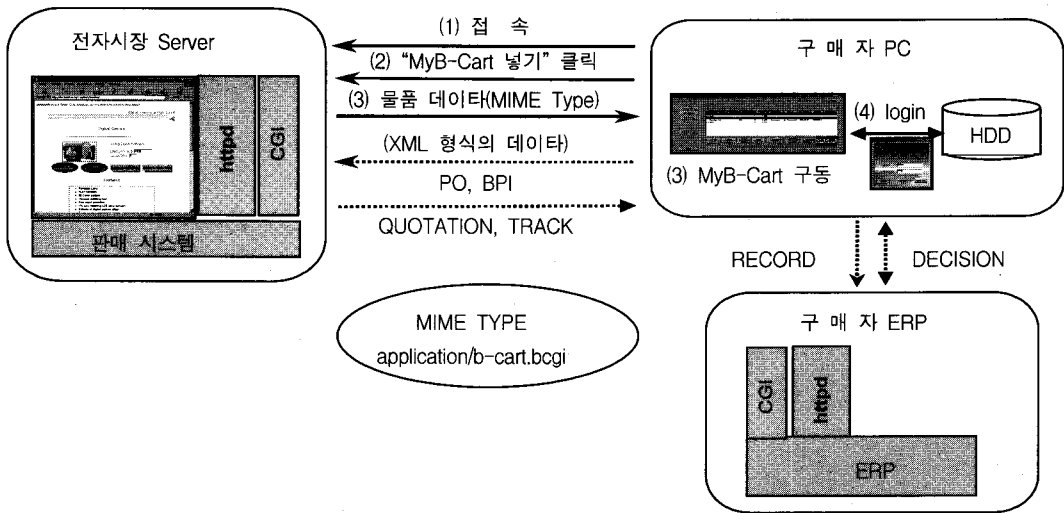 전자시장 Server
httpd
CGI
판매 시스템
(1) 접 속
(2) “MyB-Cart 넣기” 클릭
(3) 물품 데이타(MIME Type)
(XML 형식의 데이타)
PO, BPI
QUOTATION, TRACK
구 매 자 PC
(4) login
HDD
(3) MyB-Cart 구동
RECORD
DECISION
MIME TYPE
application/b-cart.bcgi
구 매 자 ERP
CGI
httpd
ERP